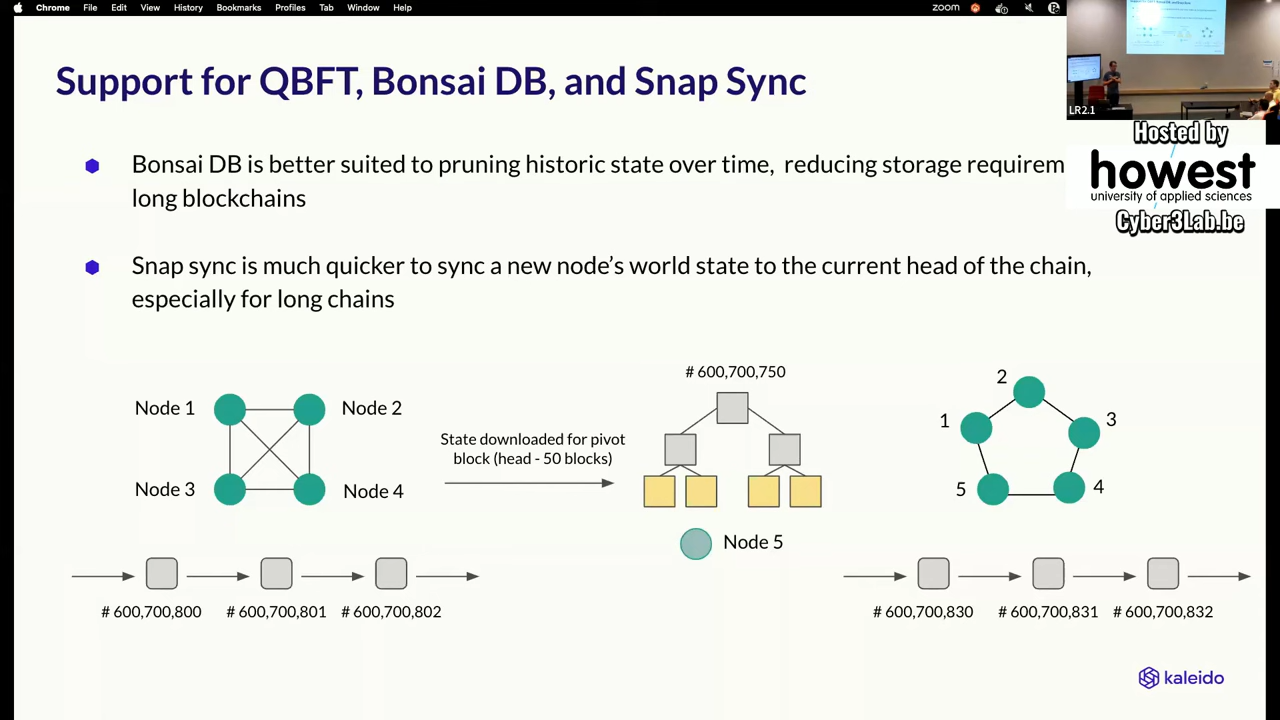 Chrome File Edit View History Bookmarks Profiles Tab Window Help
zoom
LR2.1
Hosted by
howest
university of applied sciences
Cyber3Lab.be
Support for QBFT, Bonsai DB, and Snap Sync
Bonsai DB is better suited to pruning historic state over time, reducing storage requirem
long blockchains
Snap sync is much quicker to sync a new node's world state to the current head of the chain,
especially for long chains
Node 1
Node 2
Node 3
Node 4
State downloaded for pivot
block (head - 50 blocks)
# 600,700,750
Node 5
1
2
3
4
5
# 600,700,800
# 600,700,801
# 600,700,802
# 600,700,830
# 600,700,831
# 600,700,832
kaleido